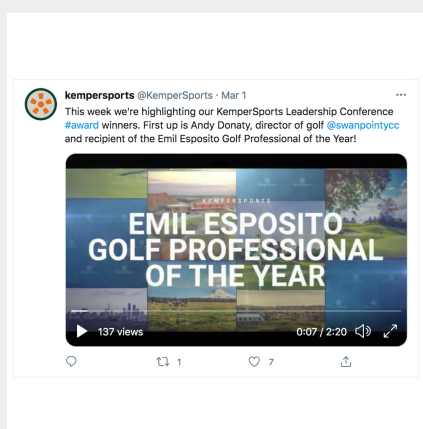 kempersports @KemperSports · Mar 1
This week we're highlighting our KemperSports Leadership Conference
#award winners. First up is Andy Donaty, director of golf @swanpointycc
and recipient of the Emil Esposito Golf Professional of the Year!
KEMPERSPORTS
EMIL ESPOSITO
GOLF PROFESSIONAL
OF THE YEAR
137 views
0:07 / 2:20
1
7